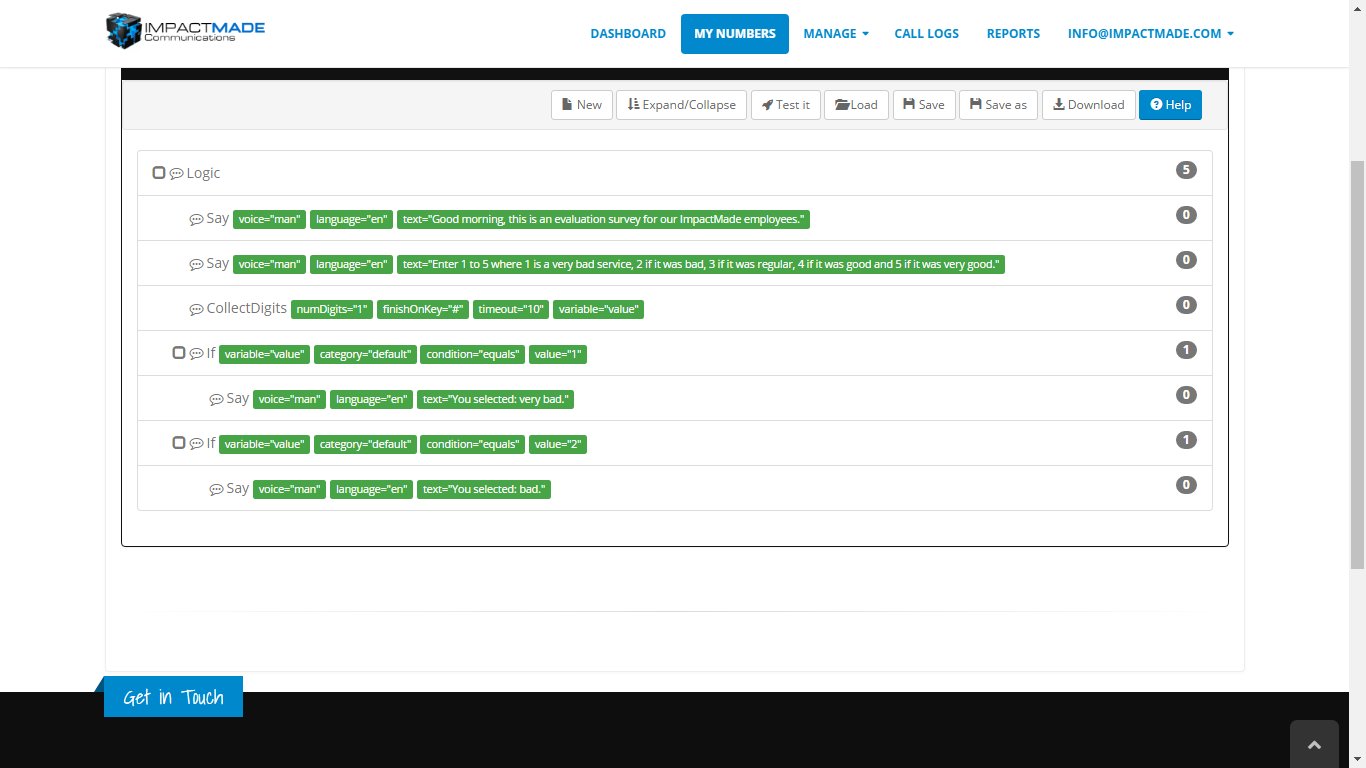 IMPACTMADE
Communications
DASHBOARD MY NUMBERS MANAGE CALL LOGS REPORTS INFO@IMPACTMADE.COM
New Expand/Collapse Test it Load Save Save as Download Help
Logic 5
Say voice="man" language="en" text="Good morning, this is an evaluation survey for our ImpactMade employees." 0
Say voice="man" language="en" text="Enter 1 to 5 where 1 is a very bad service, 2 if it was bad, 3 if it was regular, 4 if it was good and 5 if it was very good." 0
CollectDigits numDigits="1" finishOnKey="#" timeout="10" variable="value" 0
If variable="value" category="default" condition="equals" value="1" 1
Say voice="man" language="en" text="You selected: very bad." 0
If variable="value" category="default" condition="equals" value="2" 1
Say voice="man" language="en" text="You selected: bad." 0
Get in Touch